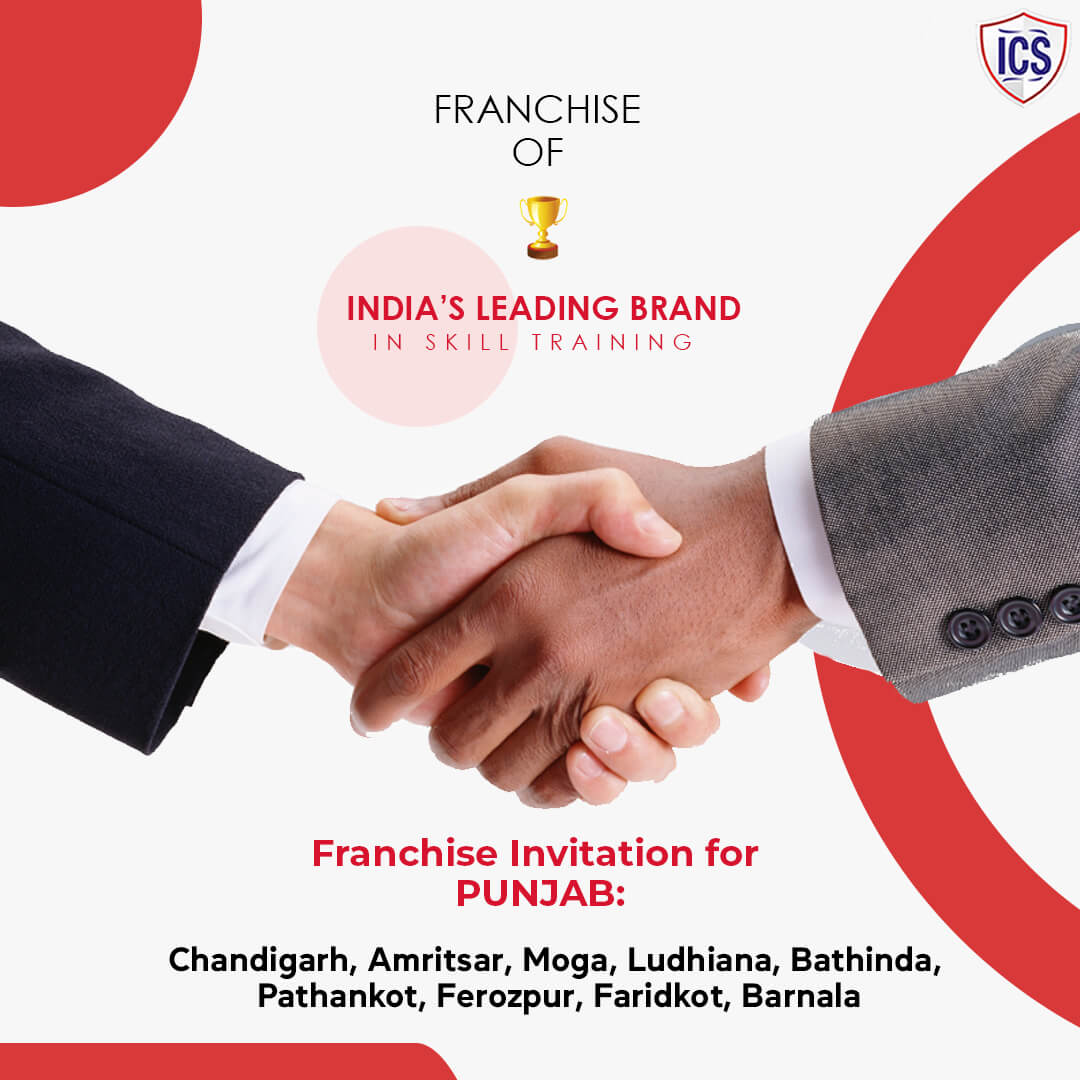 ICS
FRANCHISE
OF
INDIA'S LEADING BRAND
IN SKILL TRAINING
Franchise Invitation for
PUNJAB:
Chandigarh, Amritsar, Moga, Ludhiana, Bathinda,
Pathankot, Ferozpur, Faridkot, Barnala